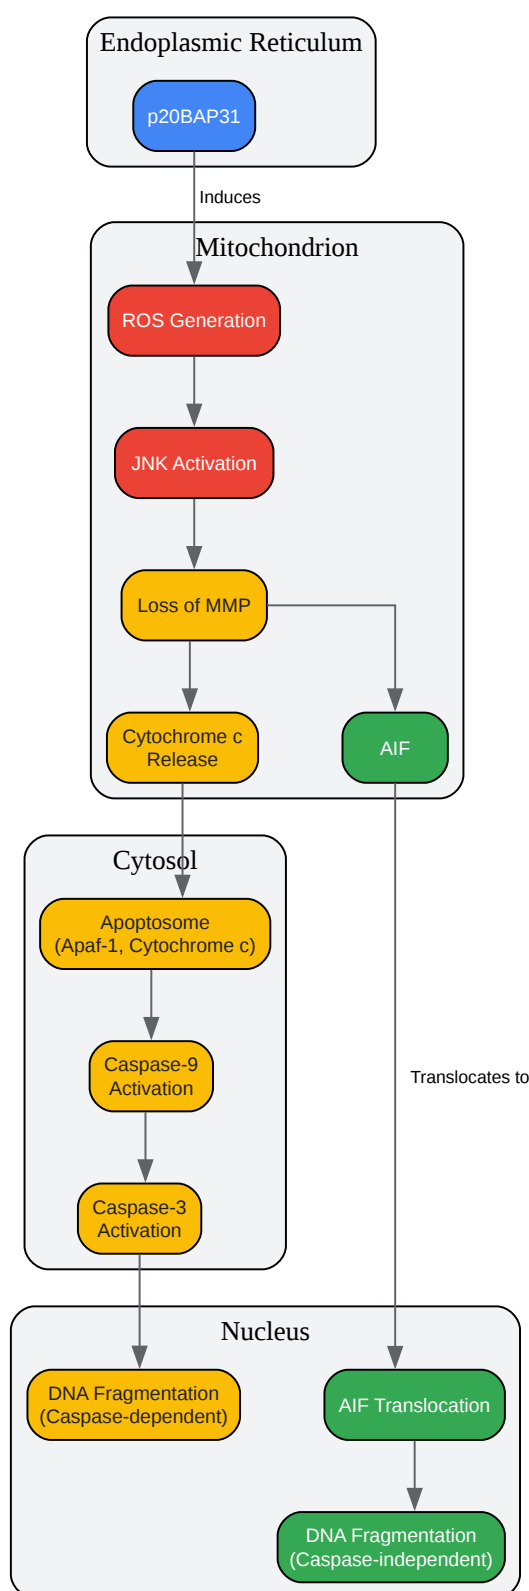 Endoplasmic Reticulum
p20BAP31
Induces
Mitochondrion
ROS Generation
JNK Activation
Loss of MMP
Cytochrome c
Release
AIF
Cytosol
Apoptosome
(Apaf-1, Cytochrome c)
Caspase-9
Activation
Translocates to
Caspase-3
Activation
Nucleus
DNA Fragmentation
(Caspase-dependent)
AIF Translocation
DNA Fragmentation
(Caspase-independent)